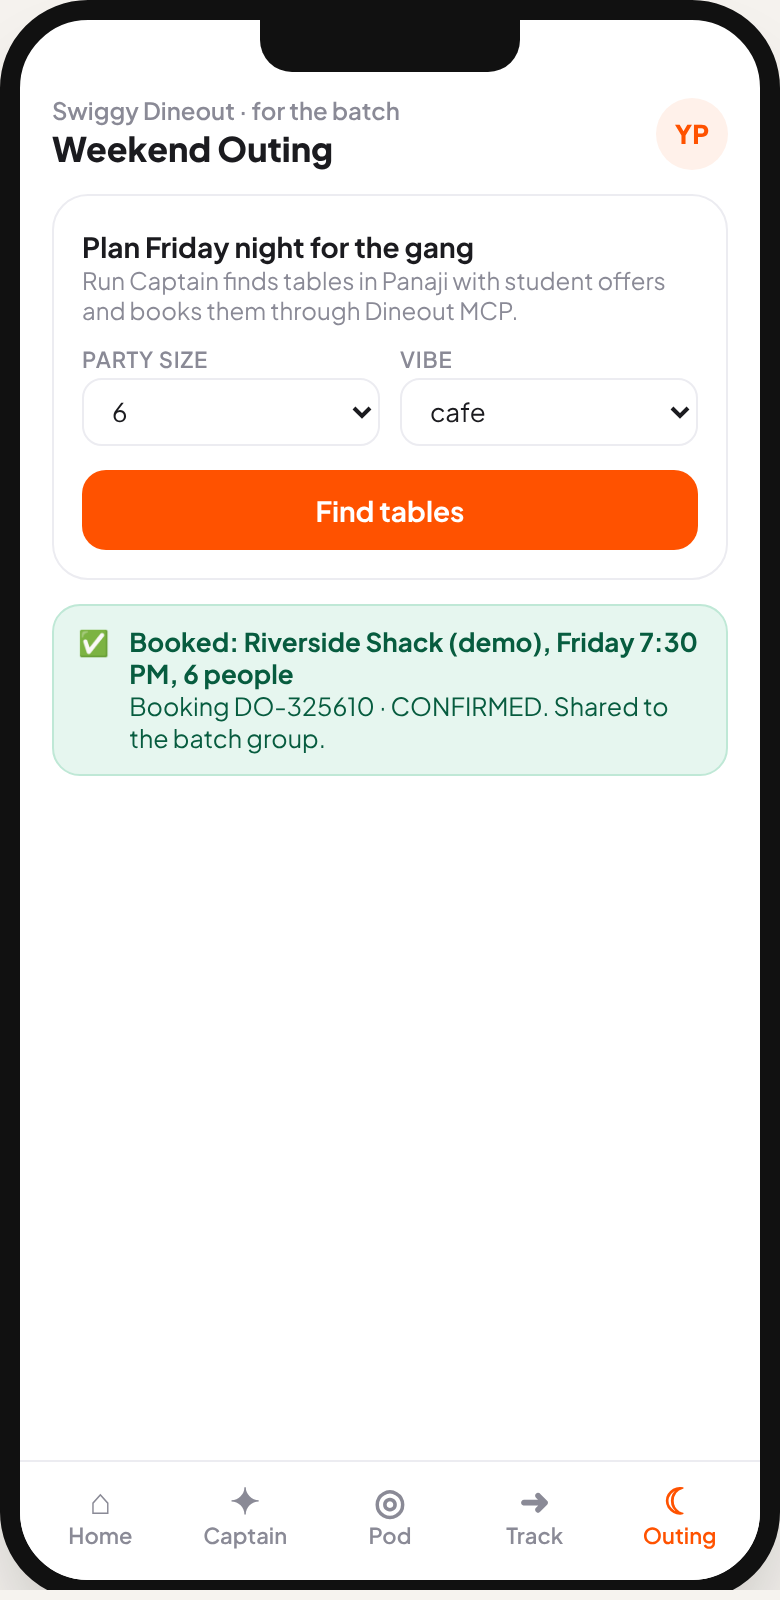 Swiggy Dineout · for the batch
Weekend Outing
YP
Plan Friday night for the gang
Run Captain finds tables in Panaji with student offers
and books them through Dineout MCP.
PARTY SIZE
VIBE
6
cafe
Find tables
✅ Booked: Riverside Shack (demo), Friday 7:30
PM, 6 people
Booking DO-325610 · CONFIRMED. Shared to
the batch group.
Home
Captain
Pod
Track
Outing